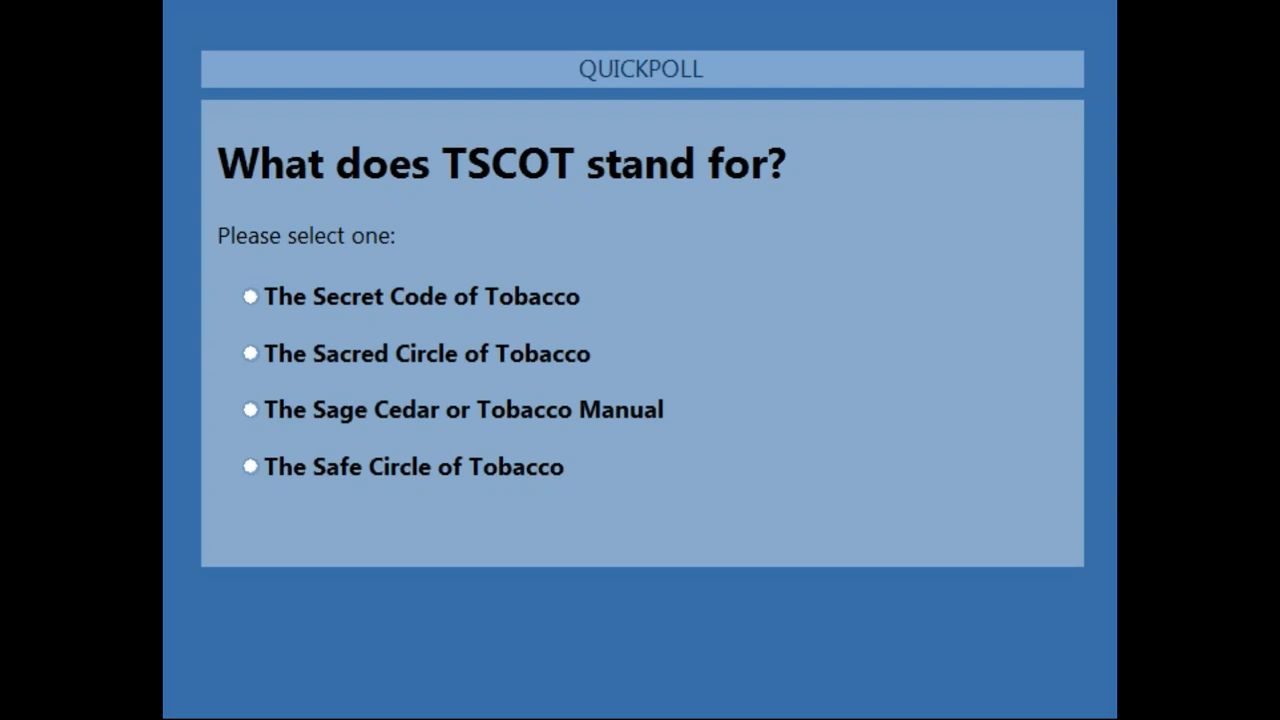 QUICKPOLL
What does TSCOT stand for?
Please select one:
The Secret Code of Tobacco
The Sacred Circle of Tobacco
The Sage Cedar or Tobacco Manual
The Safe Circle of Tobacco